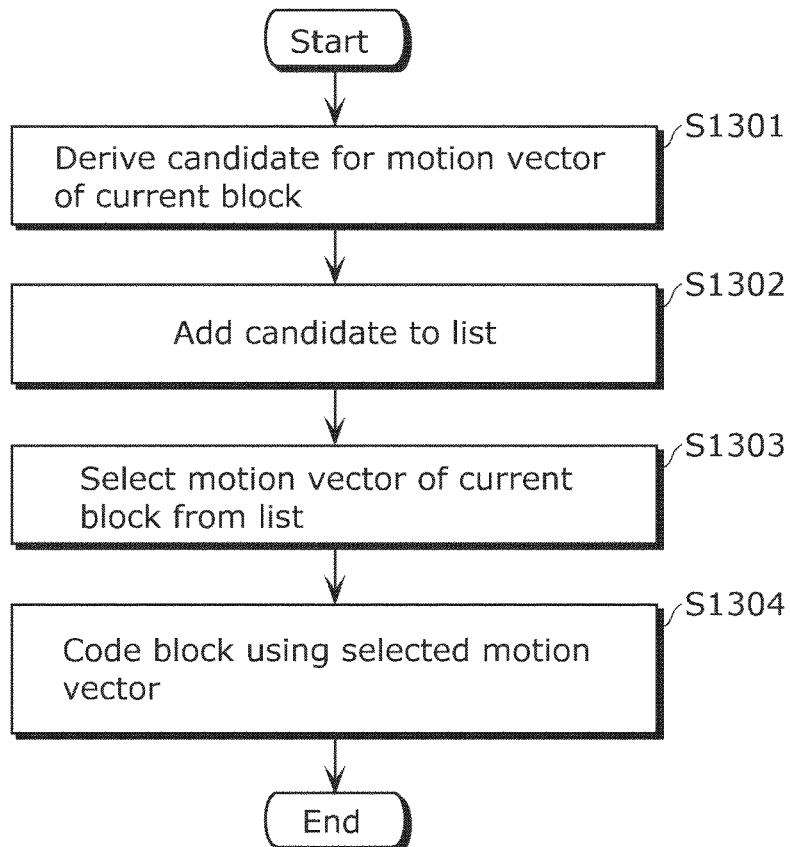 Start
S1301
Derive candidate for motion vector
of current block
S1302
Add candidate to list
S1303
Select motion vector of current
block from list
S1304
Code block using selected motion
vector
End